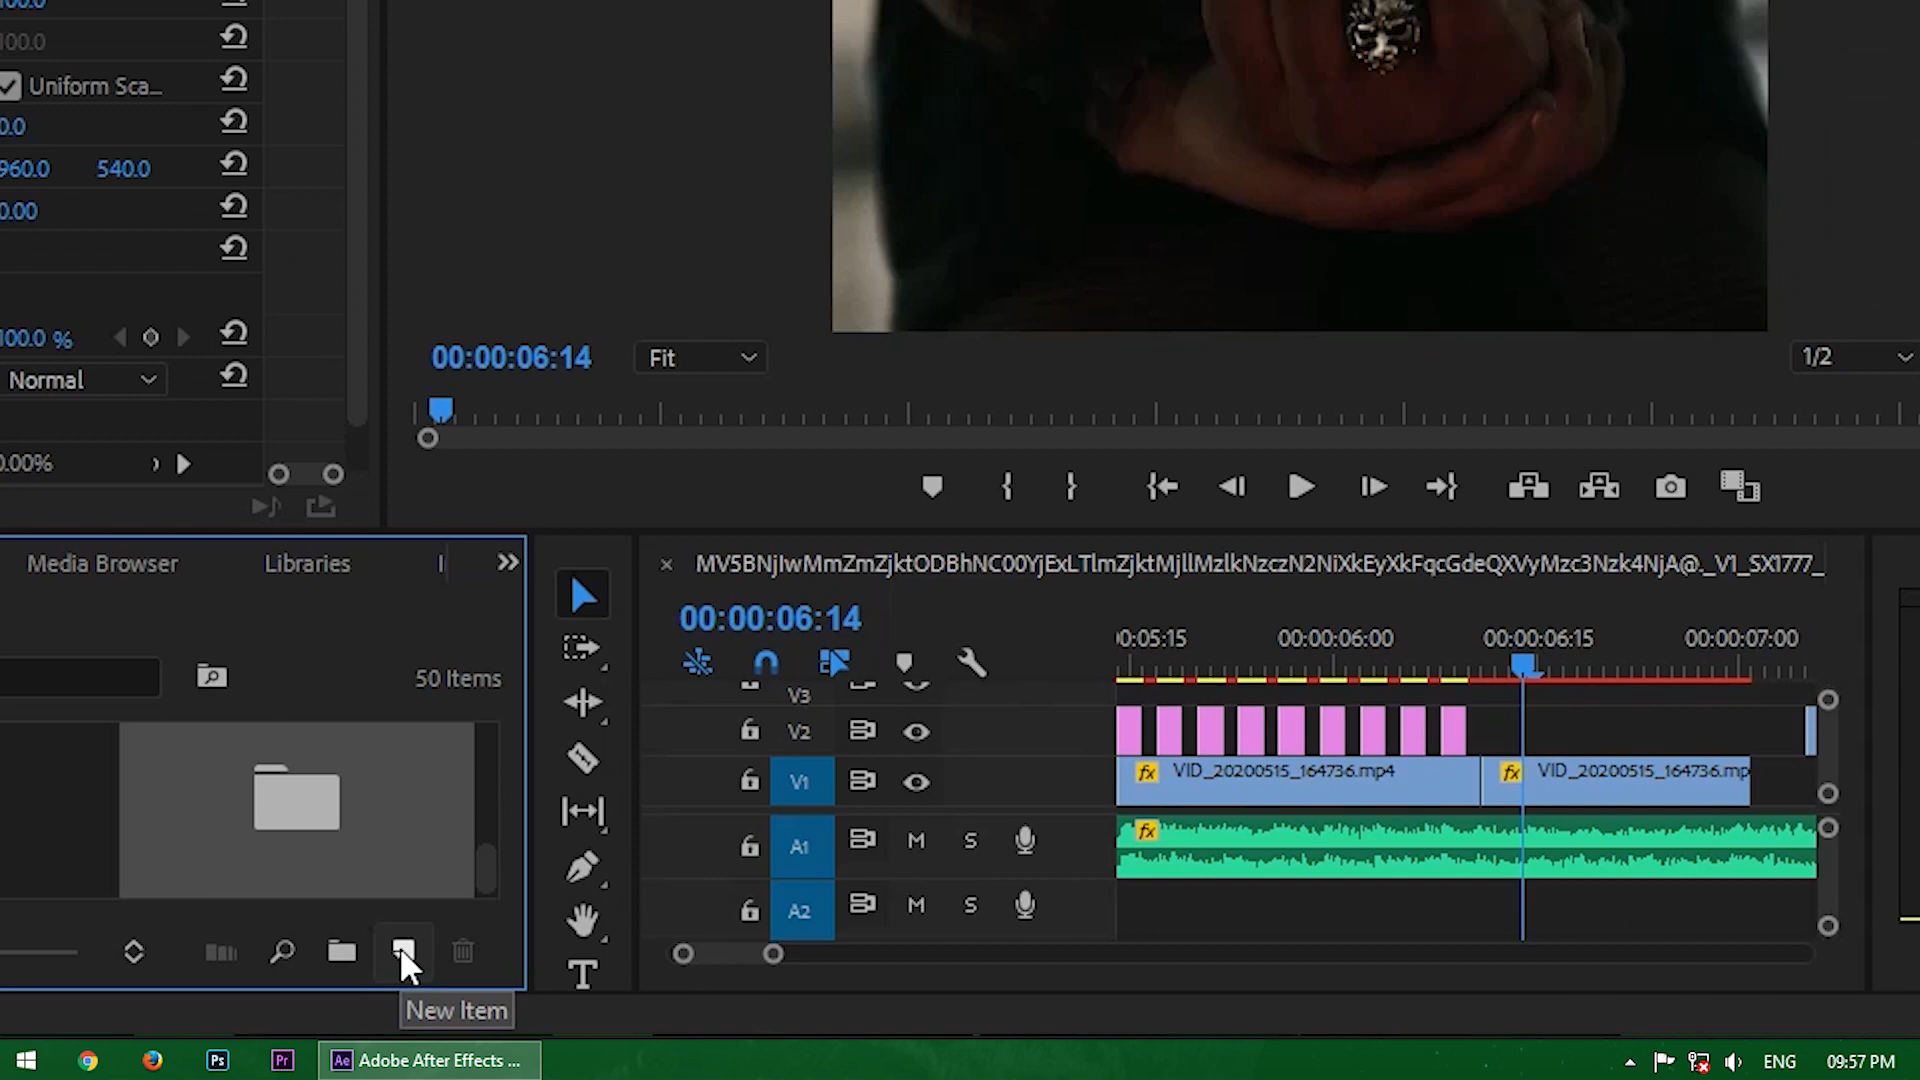 100.0
100.0
Uniform Sca...
0.0
960.0 540.0
0.00
100.0 %
Normal
0.00%
00:00:06:14
Fit
1/2
Media Browser
Libraries
50 Items
New Item
T
× MV5BNjIwMmZmZjktODBhNC00YjExLTlmZjktMjllMzlkNzczN2NiXkEyXkFqcGdeQXVyMzc3Nzk4NjA@._V1_SX1777_
00:00:06:14
0:05:15 00:00:06:00 00:00:06:15 00:00:07:00
V3
V2
V1
fx VID_20200515_164736.mp4 fx VID_20200515_164736.mp
A1 M S fx
A2 M S
Ps Pr Ae Adobe After Effects ... ENG 09:57 PM